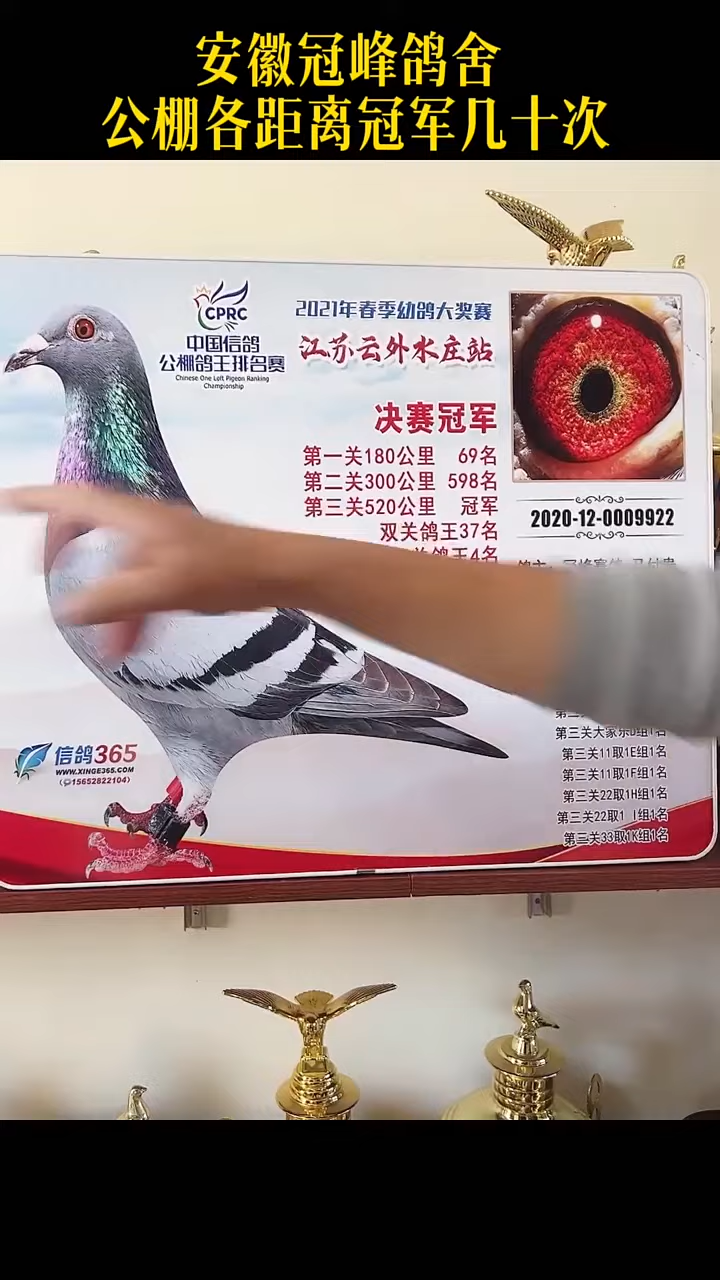 安徽冠峰鸽舍
公棚各距离冠军几十次
CPRC
中国信鸽
公棚鸽王排名赛
Chinese One Loft Pigeon Ranking
Championship
2021年春季幼鸽大奖赛
江苏云外水庄站
决赛冠军
第一关180公里 69名
第二关300公里 598名
第三关520公里 冠军
双关鸽王37名
关鸽王4名
2020-12-0009922
第三关大家乐D组1名
第三关11取1E组1名
第三关11取1F组1名
第三关22取1H组1名
第三关22取1 I组1名
第三关33取1K组1名
信鸽365
WWW.XINGE365.COM
(15652822104)